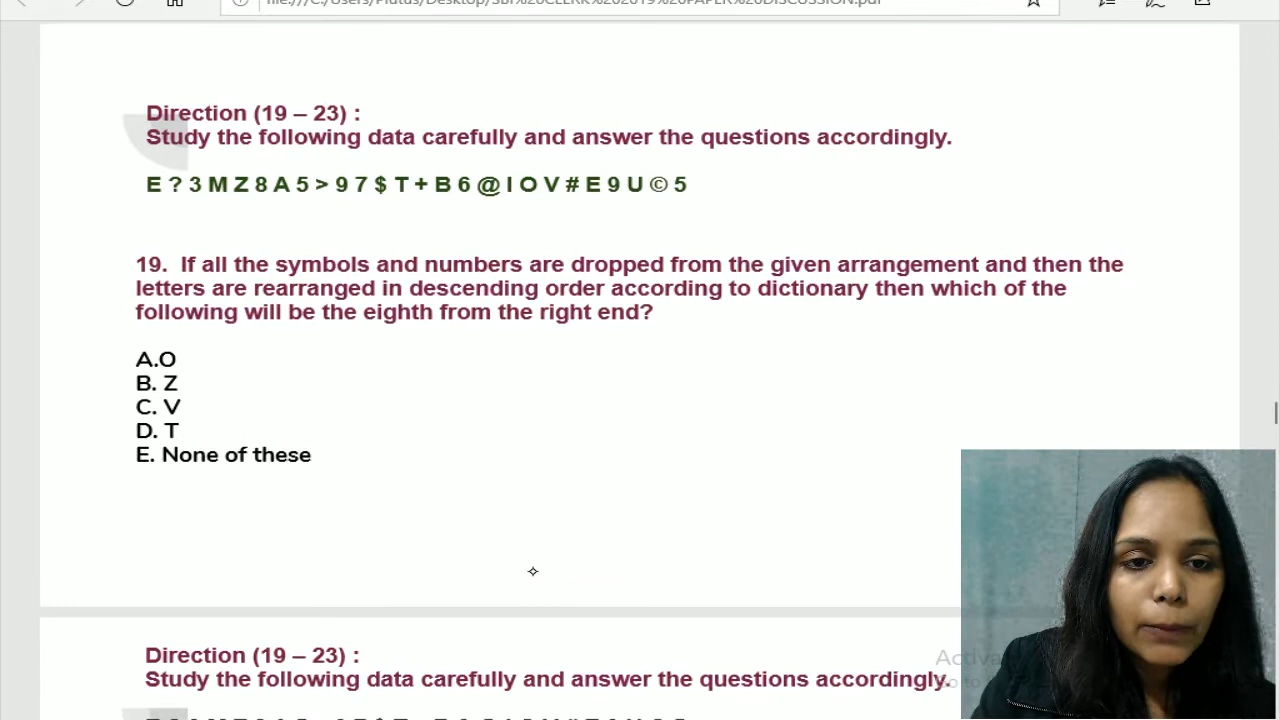 Direction (19 – 23) :
Study the following data carefully and answer the questions accordingly.
E ? 3 M Z 8 A 5 > 9 7 $ T + B 6 @ I O V # E 9 U © 5
19. If all the symbols and numbers are dropped from the given arrangement and then the
letters are rearranged in descending order according to dictionary then which of the
following will be the eighth from the right end?
A.O
B. Z
C. V
D. T
E. None of these
Direction (19 – 23) :
Study the following data carefully and answer the questions accordingly.